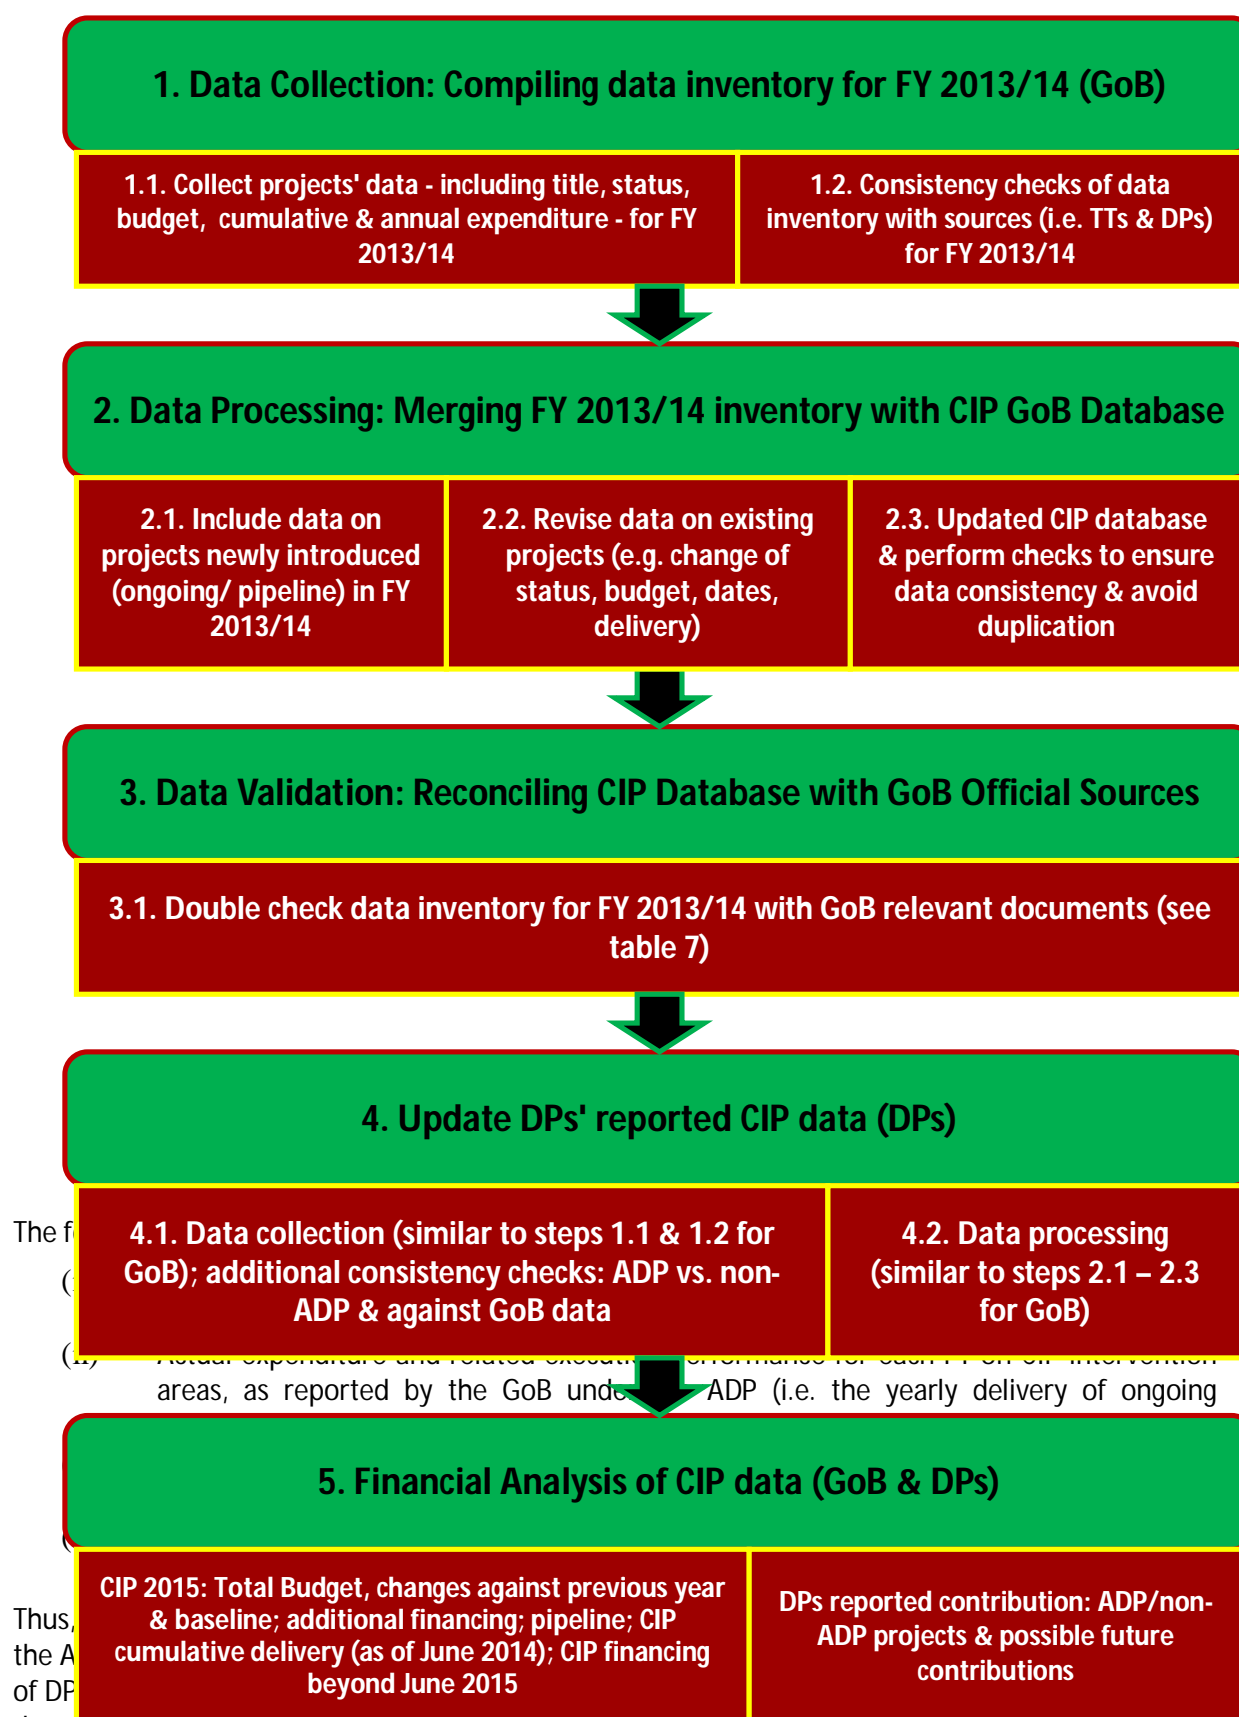 1. Data Collection: Compiling data inventory for FY 2013/14 (GoB)
1.1. Collect projects' data - including title, status,
budget, cumulative & annual expenditure - for FY
2013/14
1.2. Consistency checks of data
inventory with sources (i.e. TTs & DPs)
for FY 2013/14
2. Data Processing: Merging FY 2013/14 inventory with CIP GoB Database
2.1. Include data on
projects newly introduced
(ongoing/ pipeline) in FY
2013/14
2.2. Revise data on existing
projects (e.g. change of
status, budget, dates,
delivery)
2.3. Updated CIP database
& perform checks to ensure
data consistency & avoid
duplication
3. Data Validation: Reconciling CIP Database with GoB Official Sources
3.1. Double check data inventory for FY 2013/14 with GoB relevant documents (see
table 7)
4. Update DPs' reported CIP data (DPs)
The
4.1. Data collection (similar to steps 1.1 & 1.2 for
GoB); additional consistency checks: ADP vs. non-
ADP & against GoB data
4.2. Data processing
(similar to steps 2.1 – 2.3
for GoB)
(ii) Actual expenditure and related for each FY on CIP intervention
areas, as reported by the GoB ADP (i.e. the yearly delivery of ongoing
5. Financial Analysis of CIP data (GoB & DPs)
CIP 2015: Total Budget, changes against previous year
& baseline; additional financing; pipeline; CIP
cumulative delivery (as of June 2014); CIP financing
beyond June 2015
DPs reported contribution: ADP/non-
ADP projects & possible future
contributions
Thus,
the
of